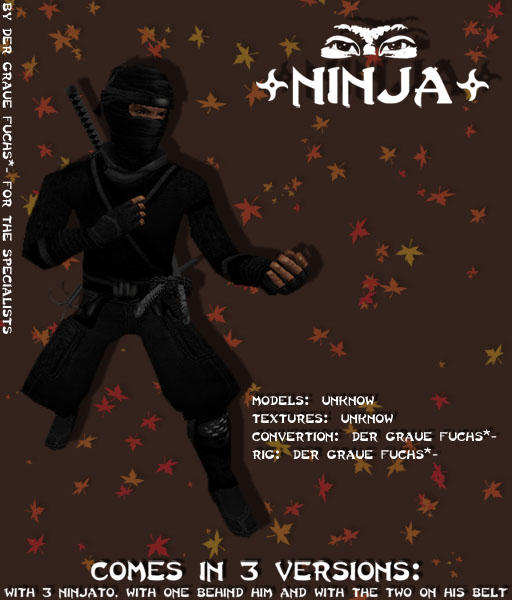 BY DER GRAUE FUCHS*- FOR THE SPECIALISTS
NINJA
MODELS: UNKNOW
TEXTURES: UNKNOW
CONVERTION: DER GRAUE FUCHS*-
RIG: DER GRAUE FUCHS*-
COMES IN 3 VERSIONS:
WITH 3 NINJATO, WITH ONE BEHIND HIM AND WITH THE TWO ON HIS BELT